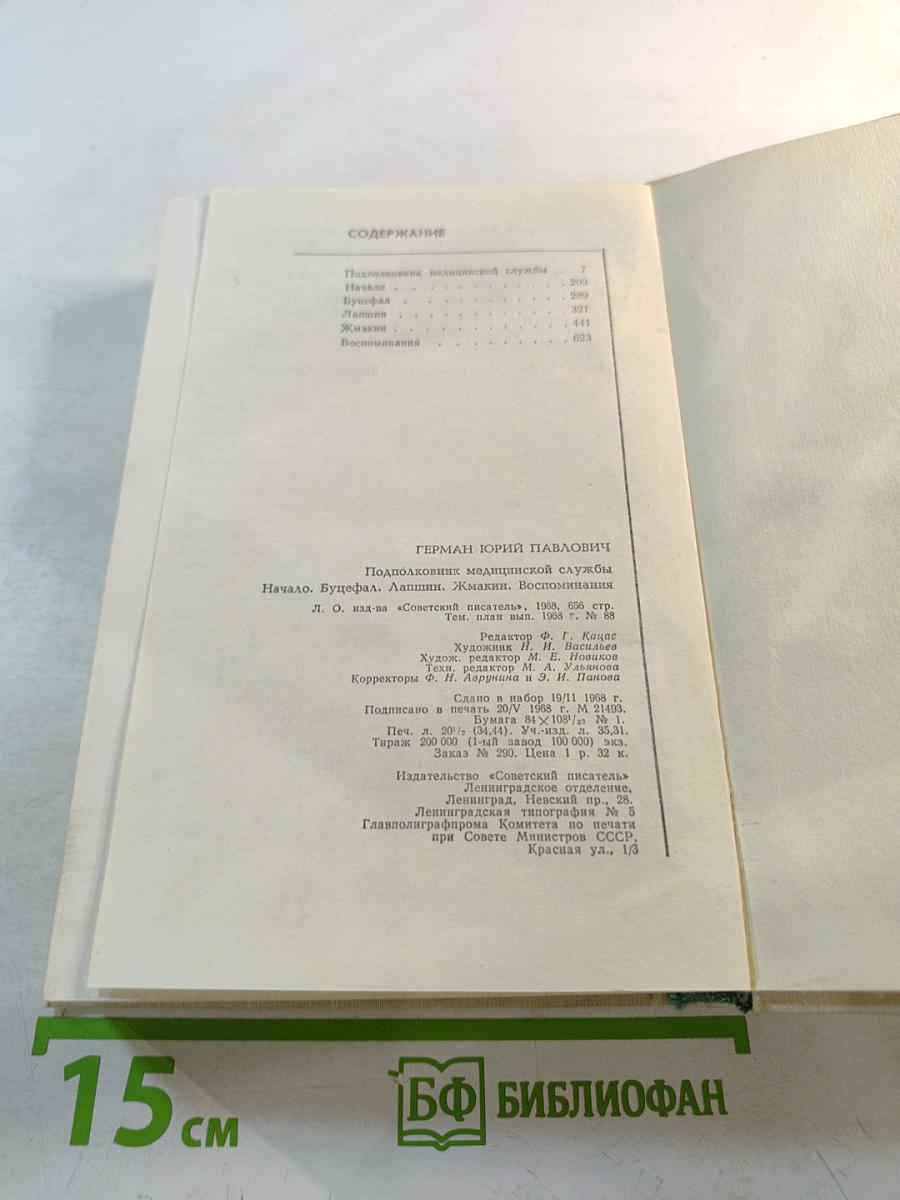 СОДЕРЖАНИЕ
Подполковник медицинской службы . . 7
Начало . . . . . . . . . . . 209
Буцефал . . . . . . . . . . 289
Лапшин . . . . . . . . . . . 321
Жмакин . . . . . . . . . . . 441
Воспоминания . . . . . . . . . 623
ГЕРМАН ЮРИЙ ПАВЛОВИЧ
Подполковник медицинской службы
Начало. Буцефал. Лапшин. Жмакин. Воспоминания
Л. О. изд-ва «Советский писатель», 1968, 656 стр.
Тем. план вып. 1968 г. № 88
Редактор Ф. Г. Кацас
Художник Н. И. Васильев
Худож. редактор М. Е. Новиков
Техн. редактор М. А. Ульянова
Корректоры Ф. Н. Аврунина и Э. И. Панова
Сдано в набор 19/II 1968 г.
Подписано в печать 20/V 1968 г. М 21493.
Бумага 84×108¹/₃₂ № 1.
Печ. л. 20¹/₂ (34,44). Уч.-изд. л. 35,31.
Тираж 200 000 (1-ый завод 100 000) экз.
Заказ № 290. Цена 1 р. 32 к.
Издательство «Советский писатель»
Ленинградское отделение,
Ленинград, Невский пр., 28.
Ленинградская типография № 5
Главполиграфпрома Комитета по печати
при Совете Министров СССР,
Красная ул., 1/3
15 см
БФ БИБЛИОФАН